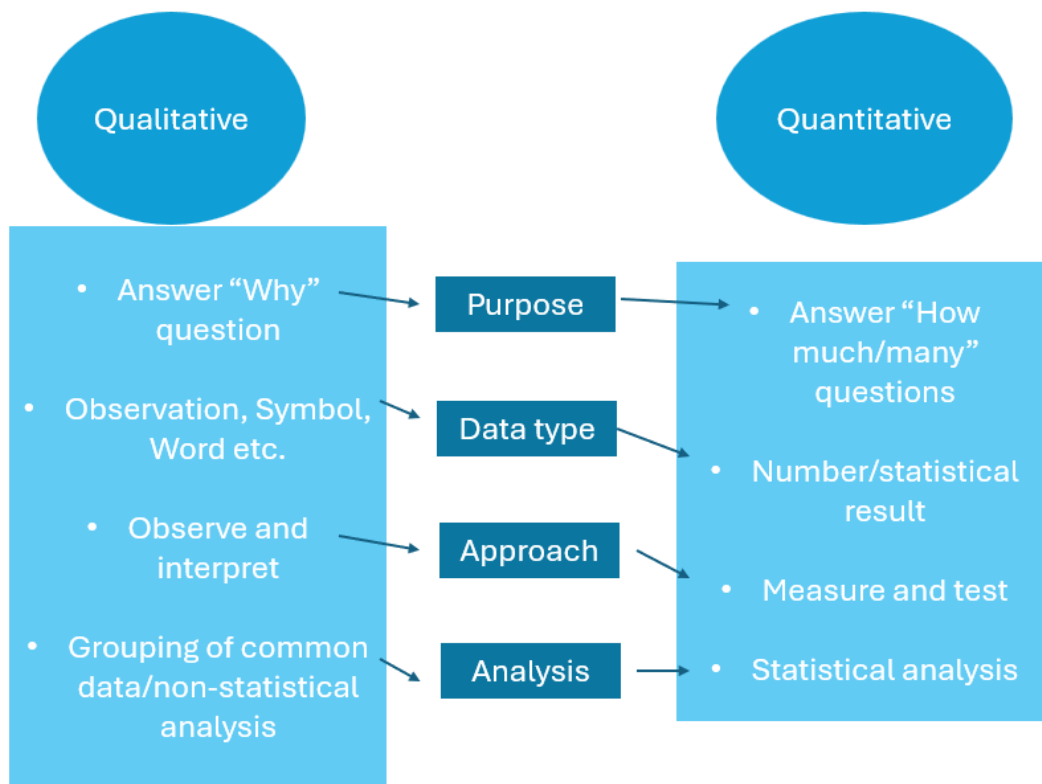 Qualitative
Quantitative
• Answer “Why”
question
• Observation, Symbol,
Word etc.
• Observe and
interpret
• Grouping of common
data/non-statistical
analysis
Purpose
Data type
Approach
Analysis
• Answer “How
much/many”
questions
• Number/statistical
result
• Measure and test
• Statistical analysis